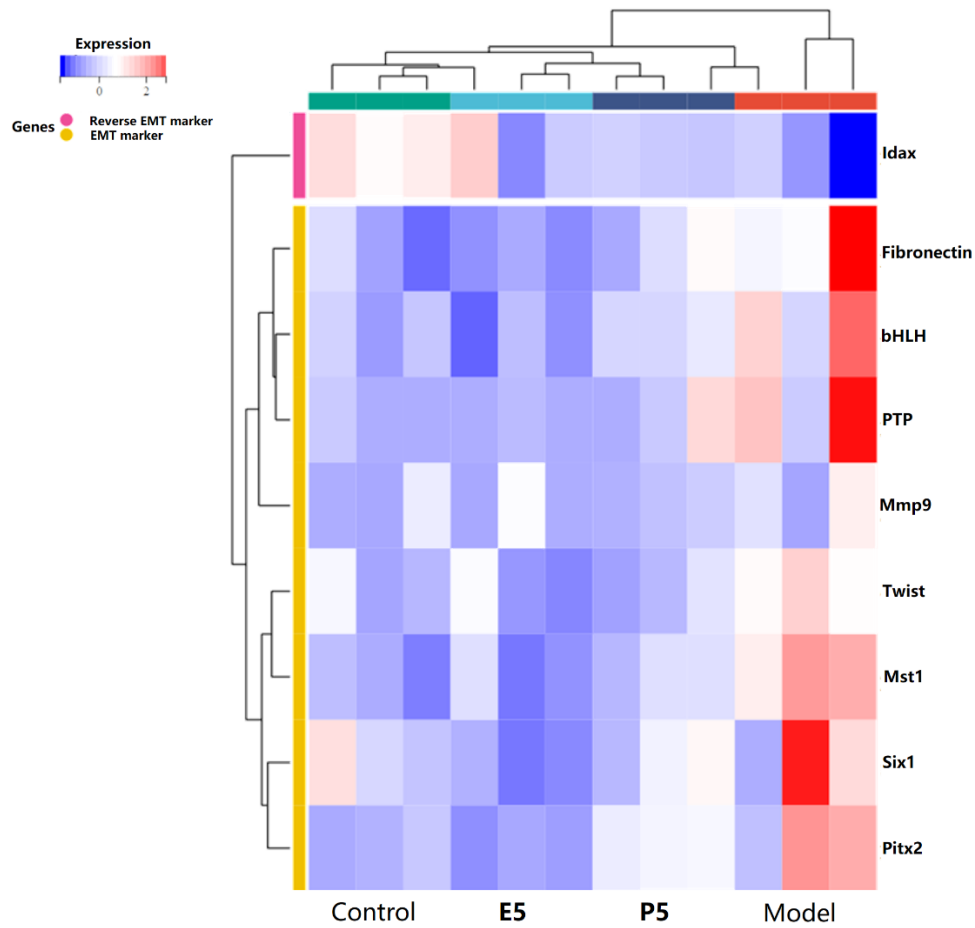 Expression
0 2
Genes Reverse EMT marker
EMT marker
Idax
Fibronectin
bHLH
PTP
Mmp9
Twist
Mst1
Six1
Pitx2
Control E5 P5 Model